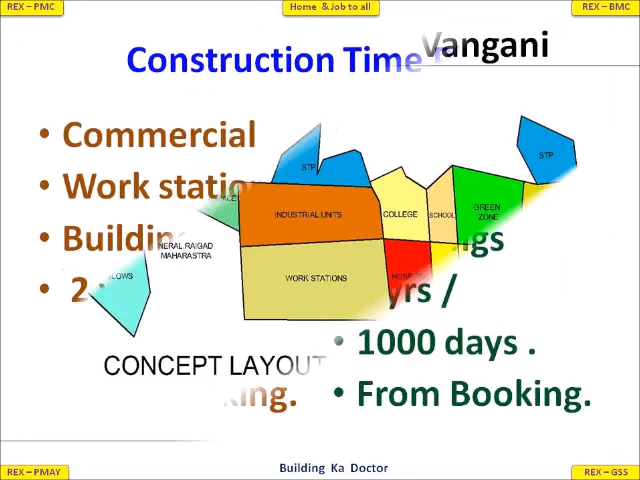 REX – PMC
Home & Job to all
REX – BMC
Construction Time
Vangani
Commercial
Work station
STP
STP
INDUSTRIAL UNITS
COLLEGE
SCHOOL
GREEN
ZONE
NERAL.RAIGAD
MAHARASTRA
WORK STATIONS
2
yrs /
CONCEPT LAYOUT
1000 days .
From Booking.
REX – PMAY
Building Ka Doctor
REX – GSS